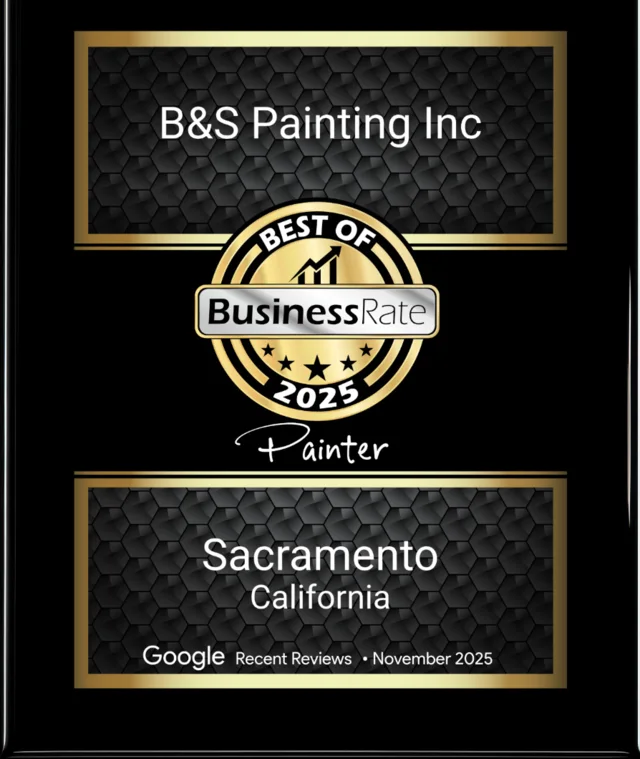 B&S Painting Inc
BEST OF
BusinessRate
2025
Painter
Sacramento
California
Google Recent Reviews • November 2025